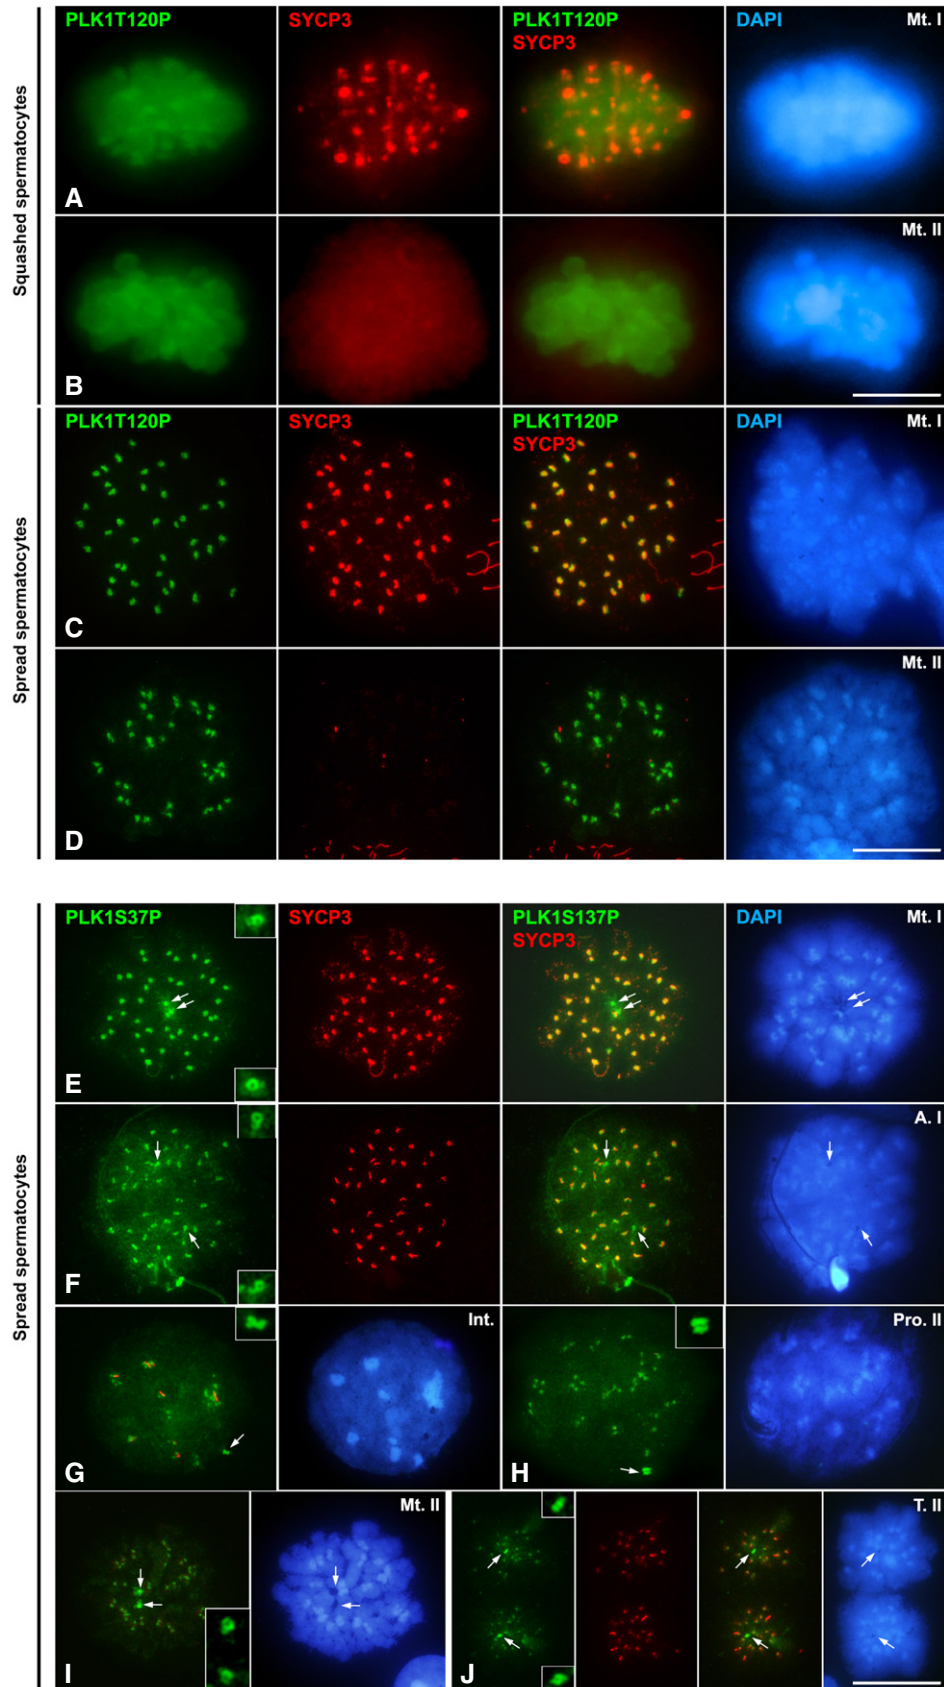 Squashed spermatocytes
PLK1T120P
SYCP3
PLK1T120P
SYCP3
DAPI
Mt. I
A
Mt. II
B
Spread spermatocytes
PLK1T120P
SYCP3
PLK1T120P
SYCP3
DAPI
Mt. I
C
Mt. II
D
Spread spermatocytes
PLK1S37P
SYCP3
PLK1S137P
SYCP3
DAPI
Mt. I
E
A. I
F
Int.
G
Pro. II
H
Mt. II
I
T. II
J